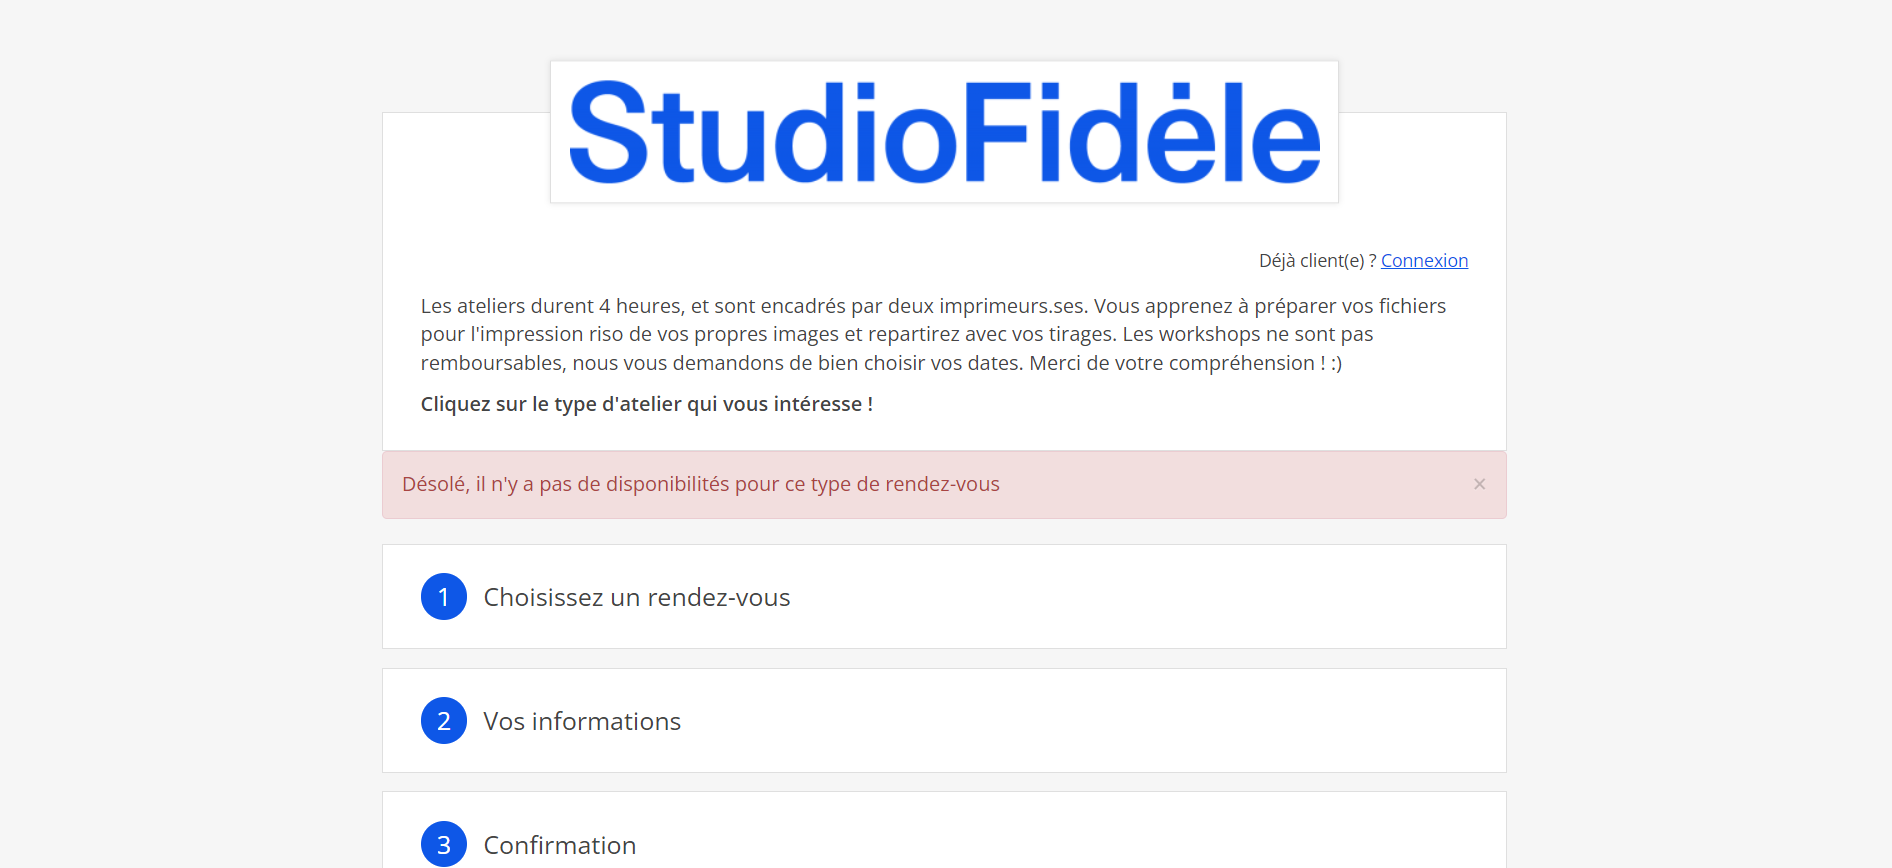 StudioFidèle
Déjà client(e) ? Connexion
Les ateliers durent 4 heures, et sont encadrés par deux imprimeurs.ses. Vous apprenez à préparer vos fichiers
pour l'impression riso de vos propres images et repartirez avec vos tirages. Les workshops ne sont pas
remboursables, nous vous demandons de bien choisir vos dates. Merci de votre compréhension ! :)
Cliquez sur le type d'atelier qui vous intéresse !
Désolé, il n'y a pas de disponibilités pour ce type de rendez-vous ×
1 Choisissez un rendez-vous
2 Vos informations
3 Confirmation